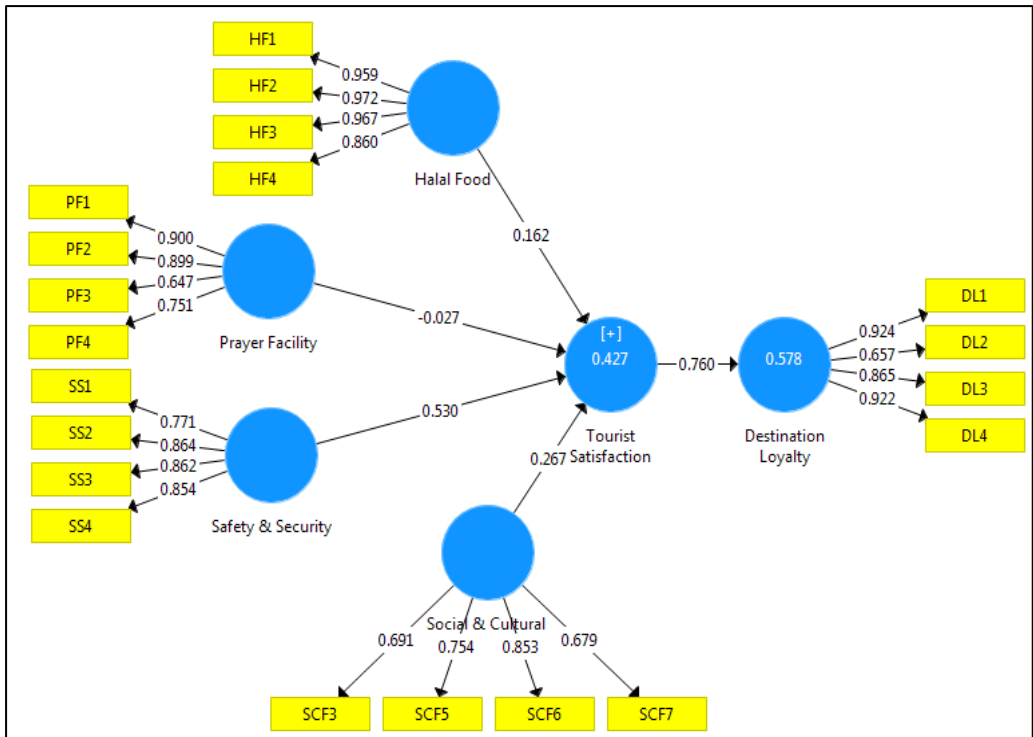 HF1
0.959
HF2
0.972
HF3
0.967
HF4
0.860
Halal Food
0.162
PF1
0.900
PF2
0.899
PF3
0.647
PF4
0.751
Prayer Facility
-0.027
SS1
0.771
SS2
0.864
SS3
0.862
SS4
0.854
Safety & Security
0.530
[+]
0.427
Tourist
Satisfaction
0.760
0.578
Destination
Loyalty
DL1
0.924
DL2
0.657
DL3
0.865
DL4
0.922
0.267
Social & Cultural
0.691
0.754
0.853
0.679
SCF3
SCF5
SCF6
SCF7